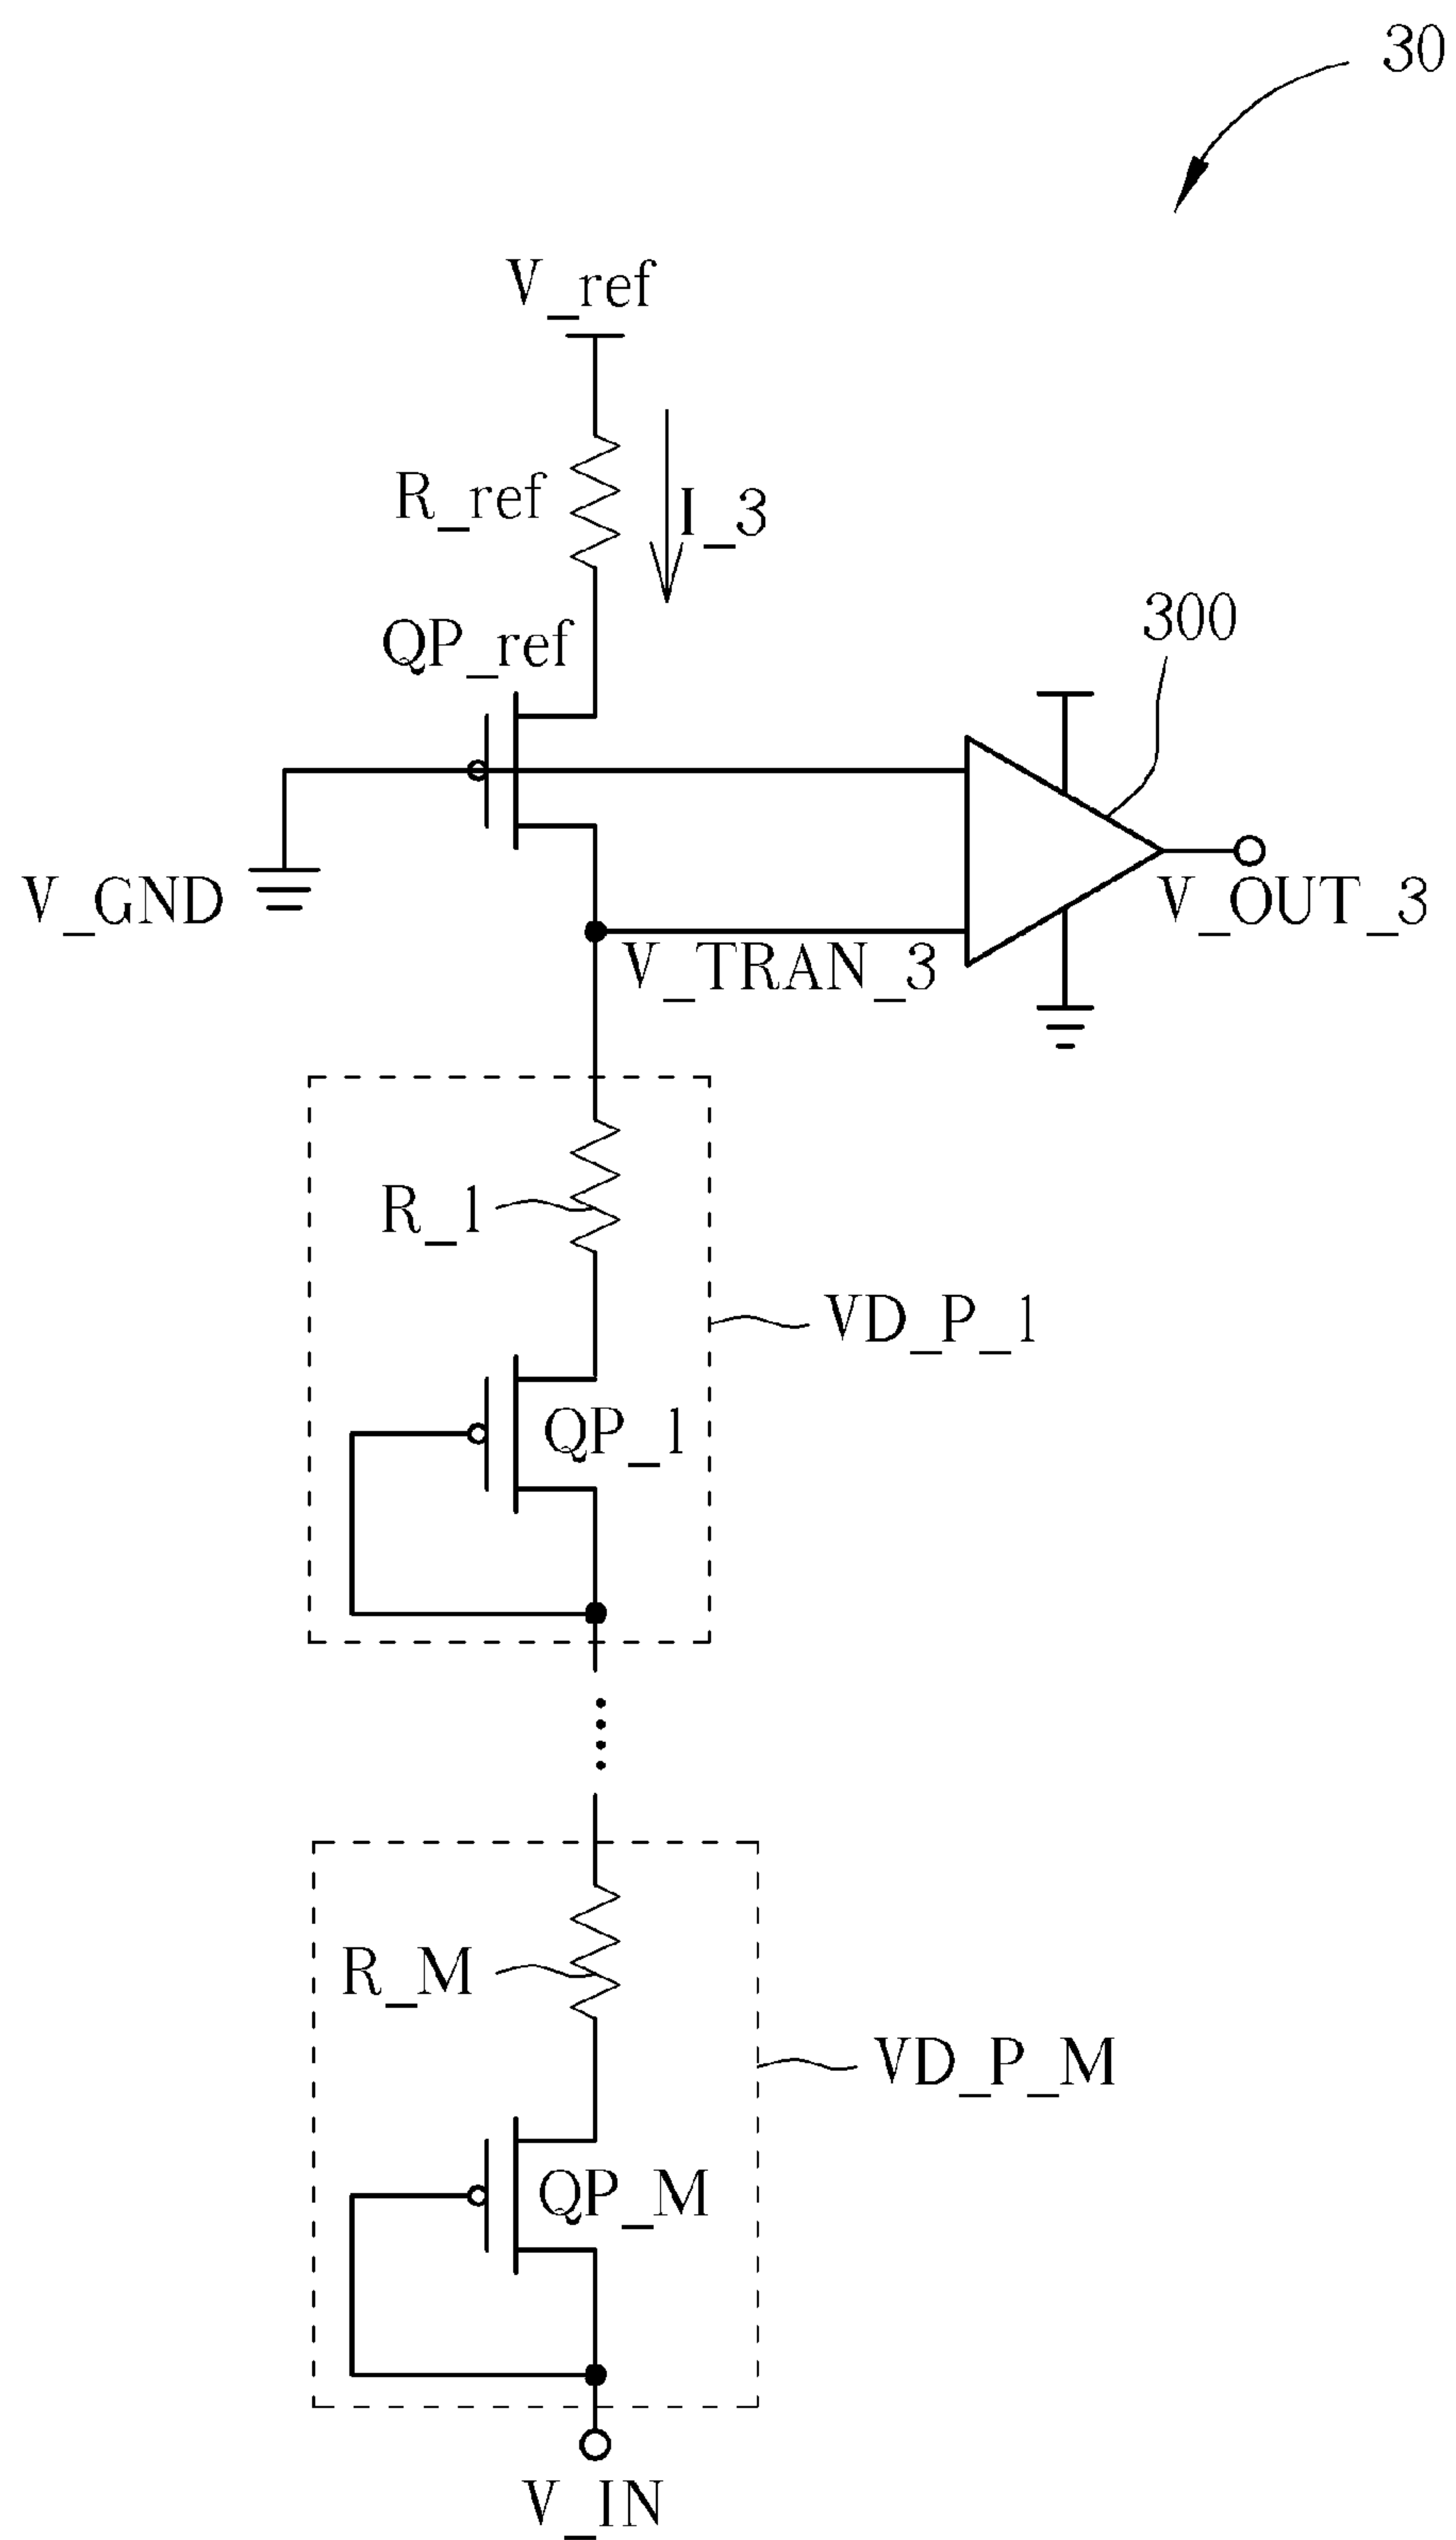 30
V_ref
R_ref
I_3
QP_ref
300
V_GND
V_OUT_3
V_TRAN_3
R_1
VD_P_1
QP_1
R_M
VD_P_M
QP_M
V_IN